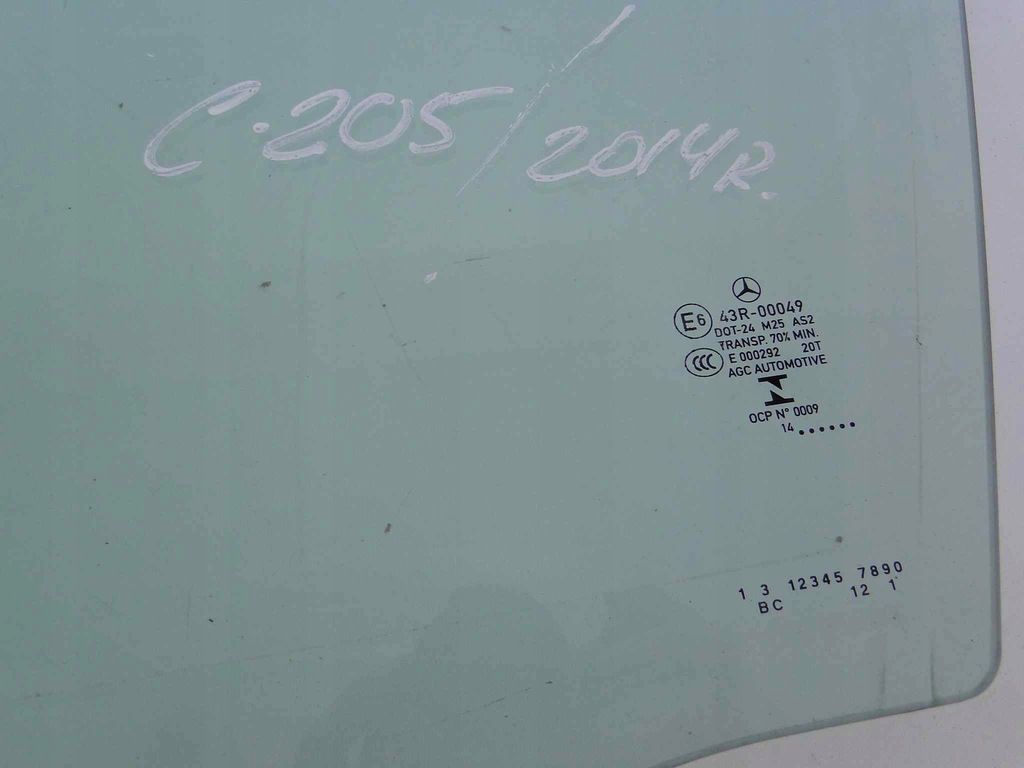 C.205/2014R.
E6 43R-00049
DOT-24 M25 AS2
TRANSP. 70% MIN.
CCC E 000292 20T
AGC AUTOMOTIVE
OCP N° 0009
14......
1 3 12345 7890
BC 12 1